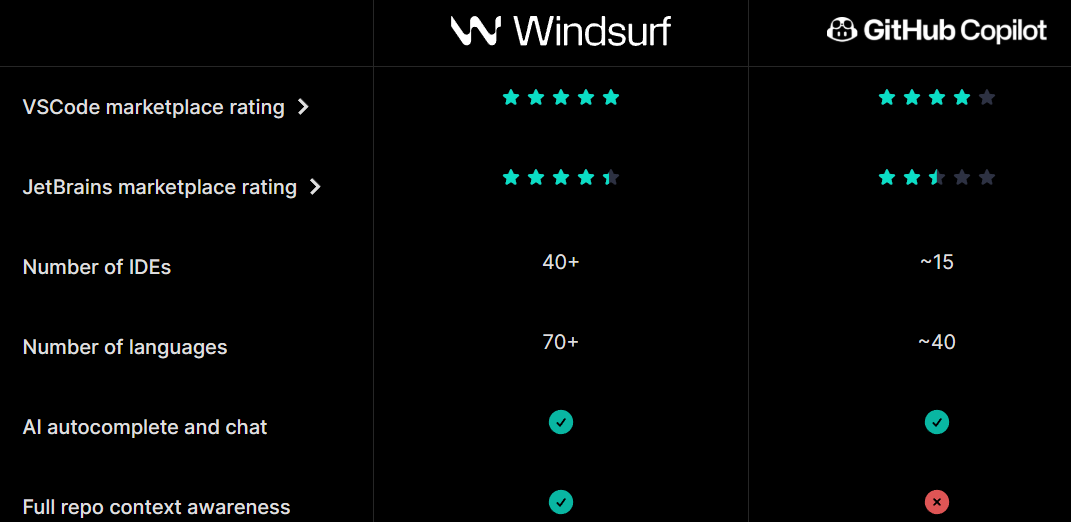 Windsurf GitHub Copilot
VSCode marketplace rating
JetBrains marketplace rating
Number of IDEs 40+ ~15
Number of languages 70+ ~40
AI autocomplete and chat
Full repo context awareness